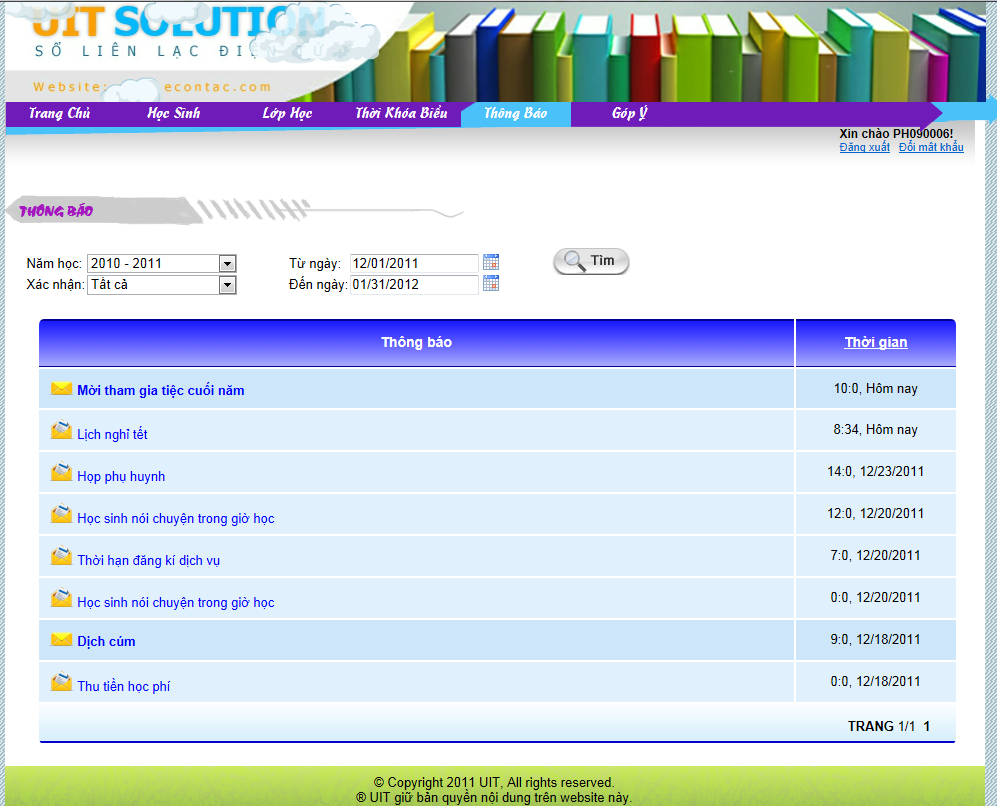 UIT SOLUTION
SỔ LIÊN LẠC ĐIỆN TỬ
Website: econtac.com
Trang Chủ Học Sinh Lớp Học Thời Khóa Biểu Thông Báo Góp Ý
Xin chào PH090006!
Đăng xuất Đổi mật khẩu
THÔNG BÁO
Năm học: 2010 - 2011 Từ ngày: 12/01/2011 Tìm
Xác nhận: Tất cả Đến ngày: 01/31/2012
Thông báo Thời gian
Mời tham gia tiệc cuối năm 10:0, Hôm nay
Lịch nghỉ tết 8:34, Hôm nay
Họp phụ huynh 14:0, 12/23/2011
Học sinh nói chuyện trong giờ học 12:0, 12/20/2011
Thời hạn đăng kí dịch vụ 7:0, 12/20/2011
Học sinh nói chuyện trong giờ học 0:0, 12/20/2011
Dịch cúm 9:0, 12/18/2011
Thu tiền học phí 0:0, 12/18/2011
TRANG 1/1 1
© Copyright 2011 UIT, All rights reserved.
® UIT giữ bản quyền nội dung trên website này.